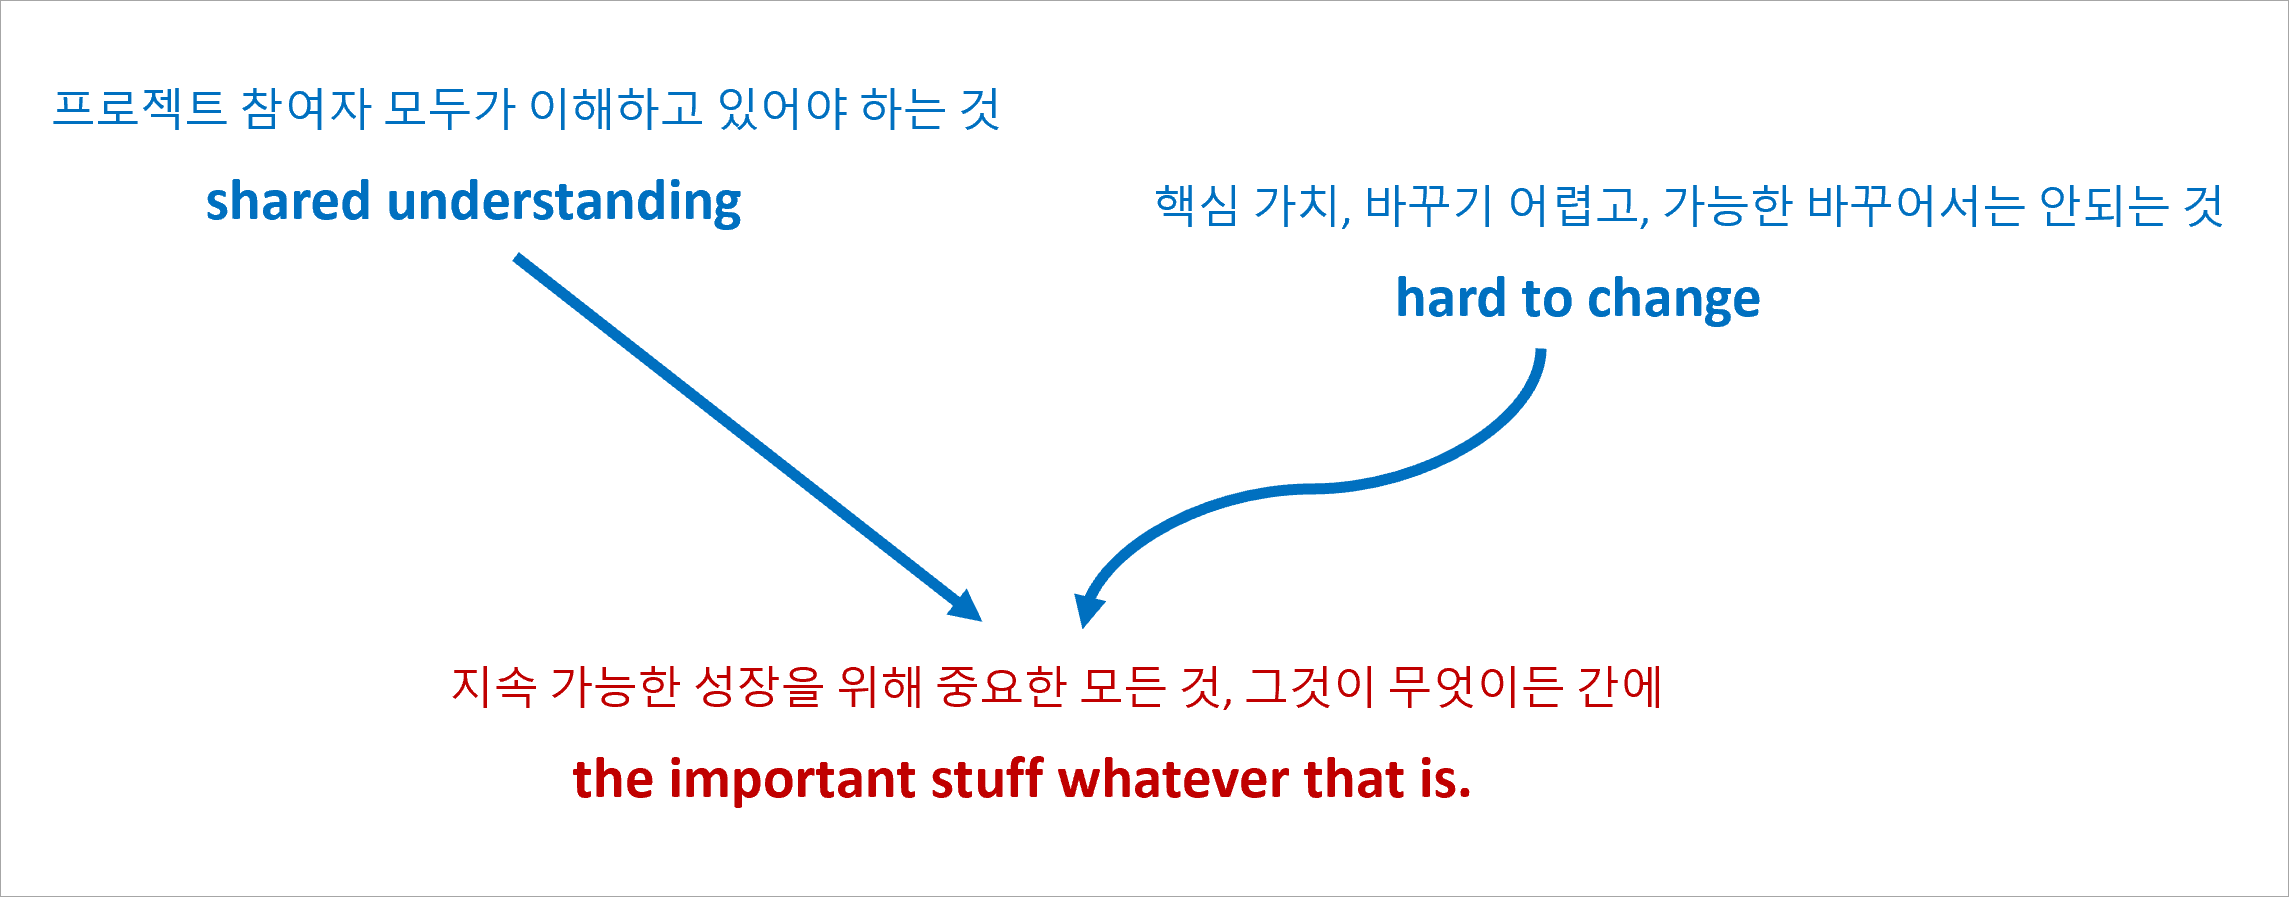 프로젝트 참여자 모두가 이해하고 있어야 하는 것
shared understanding
핵심 가치, 바꾸기 어렵고, 가능한 바꾸어서는 안되는 것
hard to change
지속 가능한 성장을 위해 중요한 모든 것, 그것이 무엇이든 간에
the important stuff whatever that is.